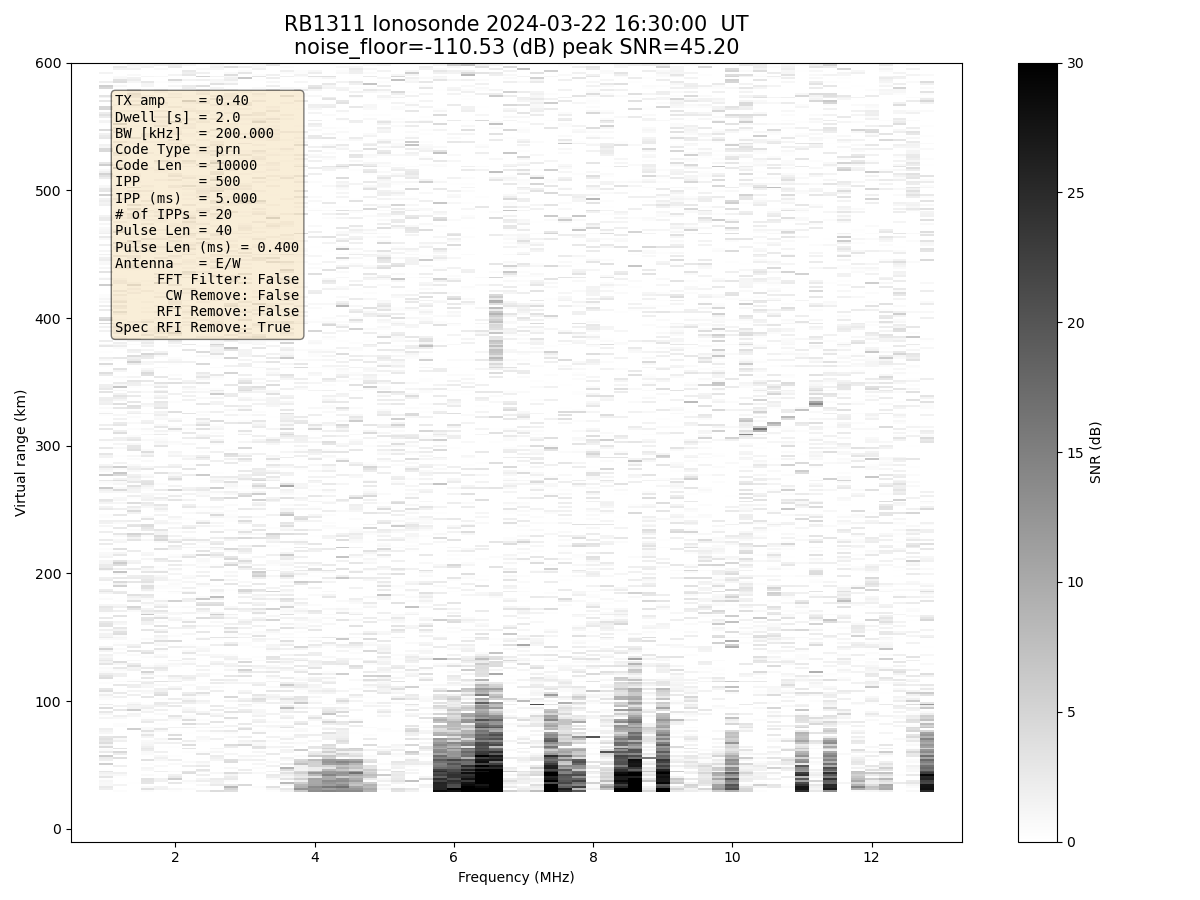 RB1311 Ionosonde 2024-03-22 16:30:00  UT
noise_floor=-110.53 (dB) peak SNR=45.20
TX amp    = 0.40
Dwell [s] = 2.0
BW [kHz]  = 200.000
Code Type = prn
Code Len  = 10000
IPP       = 500
IPP (ms)  = 5.000
# of IPPs = 20
Pulse Len = 40
Pulse Len (ms) = 0.400
Antenna   = E/W
FFT Filter: False
CW Remove: False
RFI Remove: False
Spec RFI Remove: True
Virtual range (km)
600
500
400
300
200
100
0
2
4
6
8
10
12
Frequency (MHz)
30
25
20
15
10
5
0
SNR (dB)